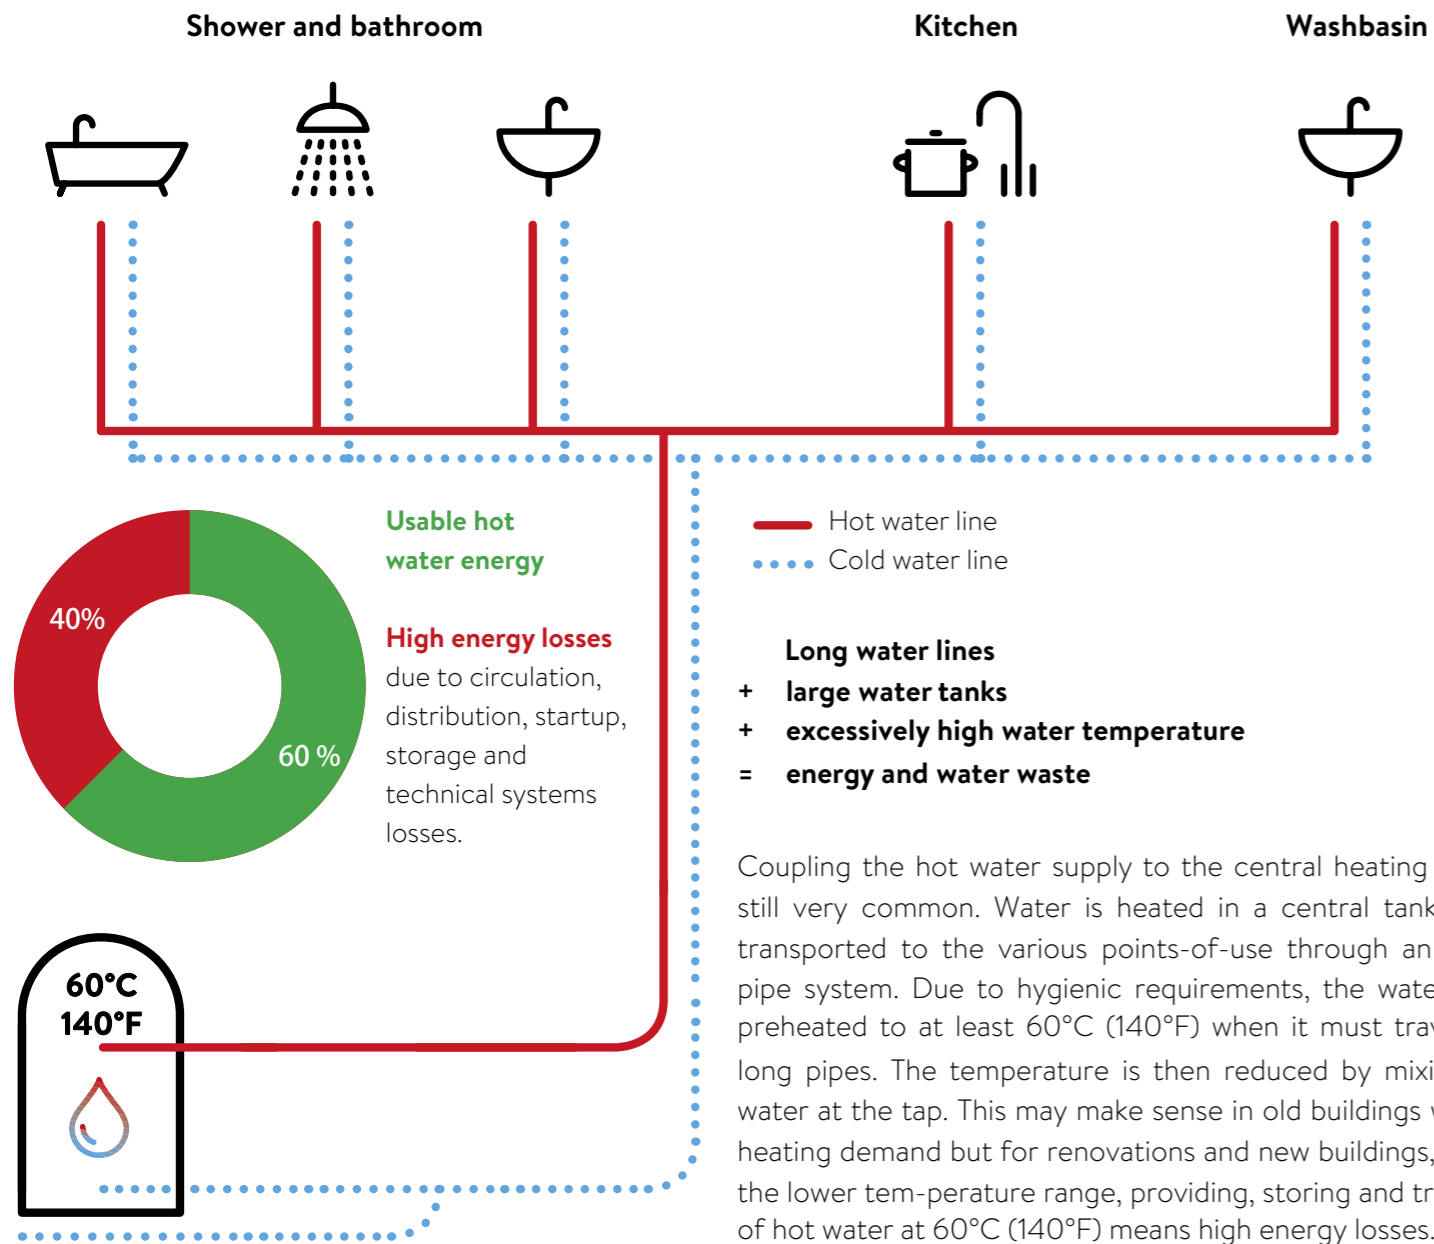 Shower and bathroom
Kitchen
Washbasin
Usable hot
water energy
40%
60 %
High energy losses
due to circulation,
distribution, startup,
storage and
technical systems
losses.
Hot water line
Cold water line
Long water lines
+ large water tanks
+ excessively high water temperature
= energy and water waste
60°C
140°F
Coupling the hot water supply to the central heating
still very common. Water is heated in a central tank
transported to the various points-of-use through an
pipe system. Due to hygienic requirements, the wate
preheated to at least 60°C (140°F) when it must trav
long pipes. The temperature is then reduced by mixi
water at the tap. This may make sense in old buildings
heating demand but for renovations and new buildings,
the lower tem-perature range, providing, storing and tr
of hot water at 60°C (140°F) means high energy losses.